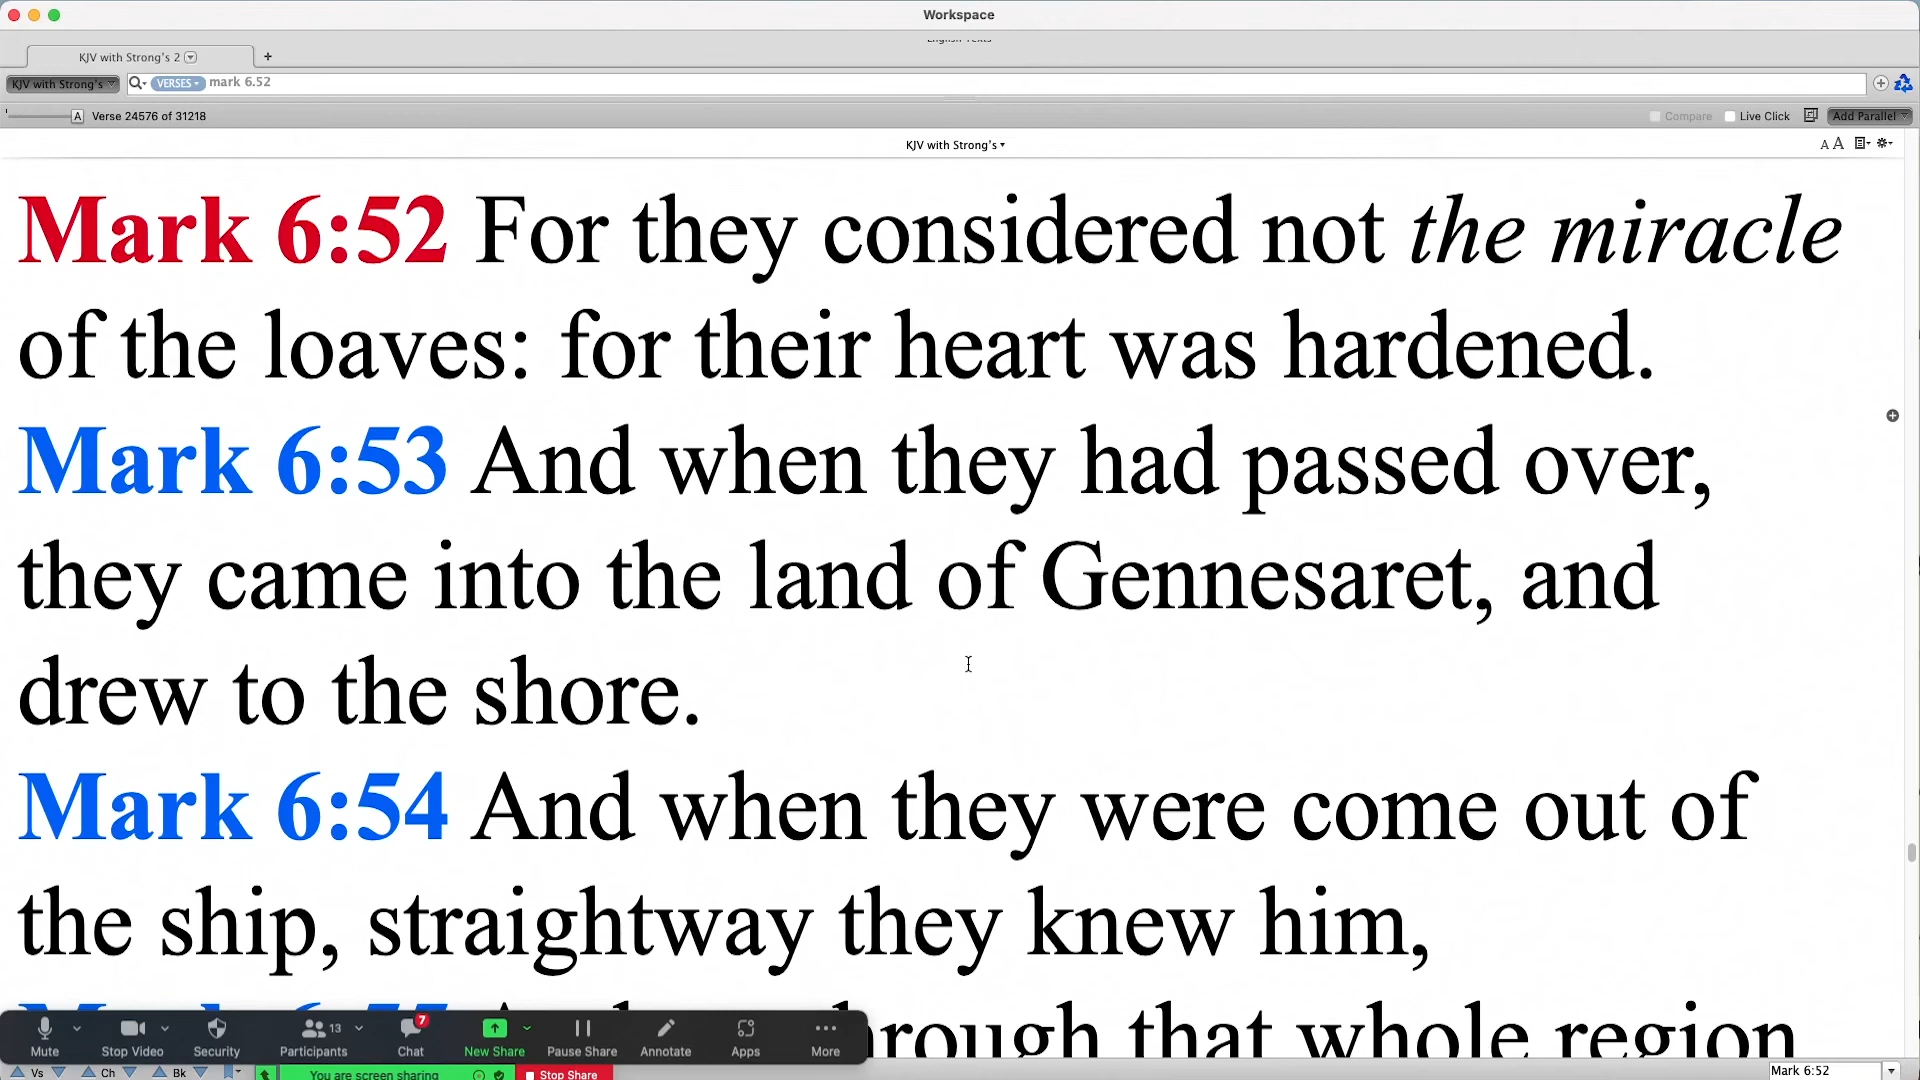 Workspace
KJV with Strong's 2
+
KJV with Strong's
VERSES
mark 6.52
A Verse 24576 of 31218
Compare
Live Click
Add Parallel
KJV with Strong's
A A
Mark 6:52 For they considered not the miracle
of the loaves: for their heart was hardened.
Mark 6:53 And when they had passed over,
they came into the land of Gennesaret, and
drew to the shore.
Mark 6:54 And when they were come out of
the ship, straightway they knew him,
through that whole region
13
7
Mute
Stop Video
Security
Participants
Chat
New Share
Pause Share
Annotate
Apps
More
Vs
Ch
Bk
You are screen sharing
Stop Share
Mark 6:52